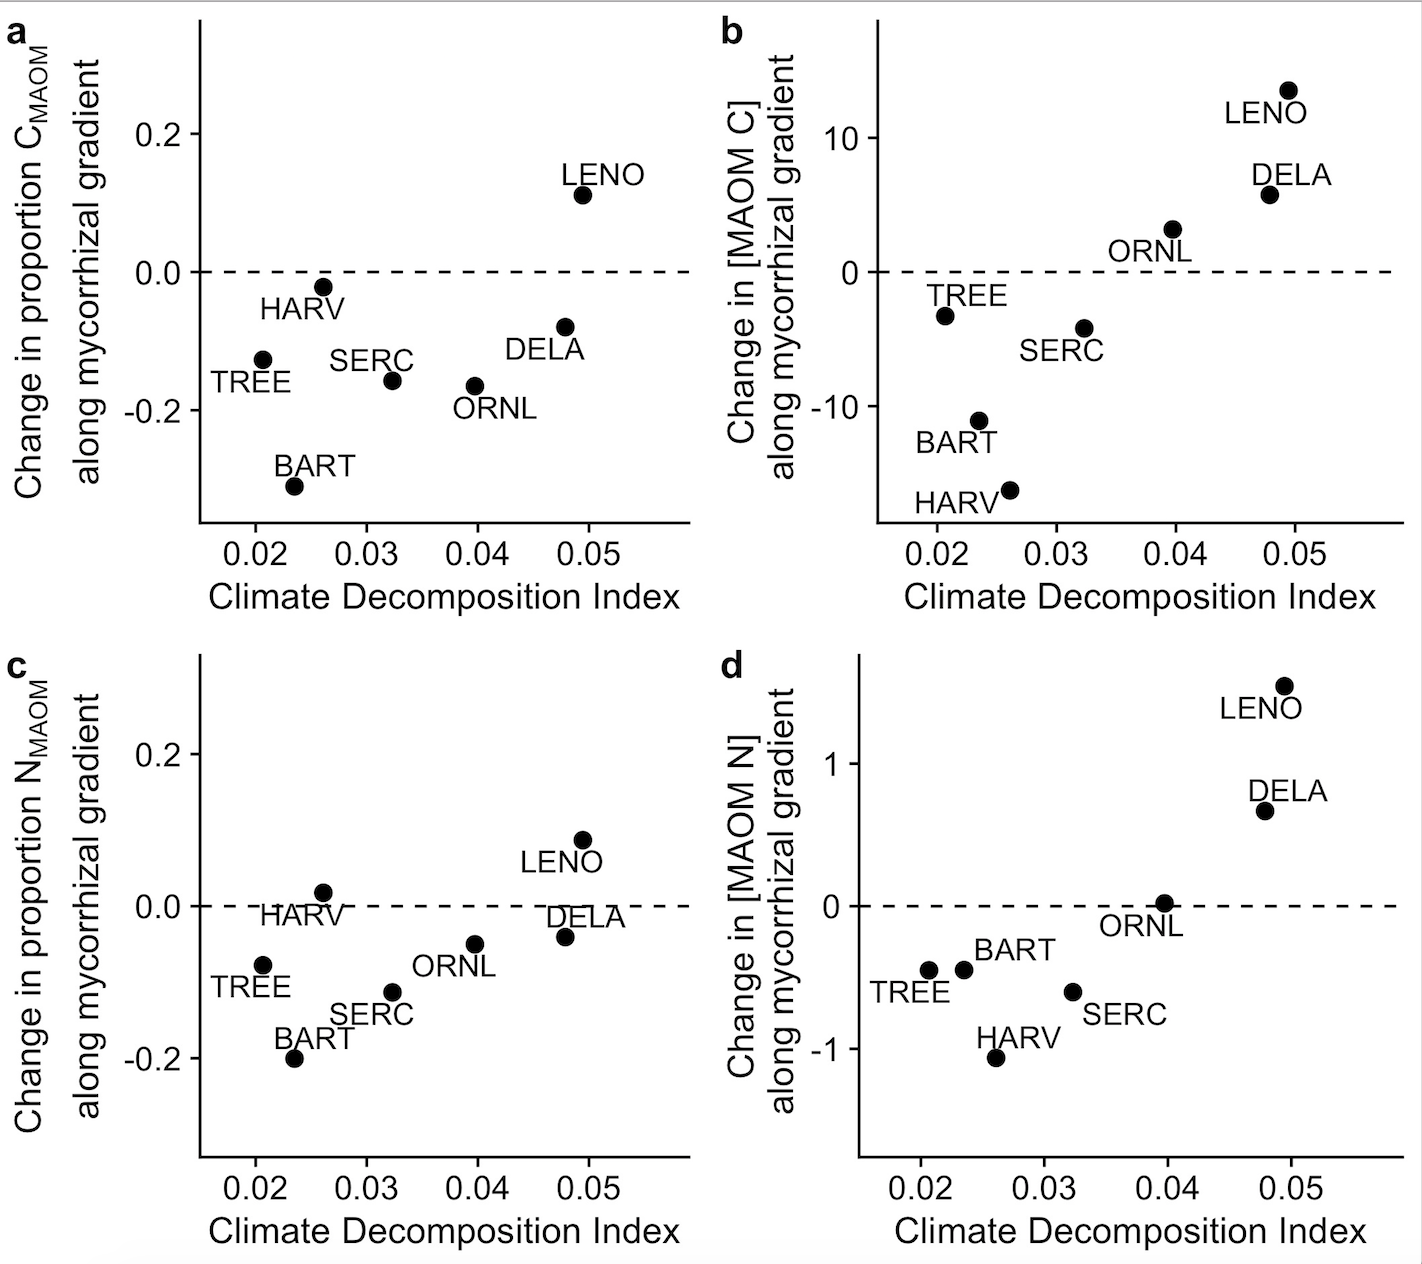 a
Change in proportion CMAOM
along mycorrhizal gradient
0.2
0.0
-0.2
LENO
HARV
TREE
SERC
DELA
ORNL
BART
0.02 0.03 0.04 0.05
Climate Decomposition Index
b
Change in [MAOM C]
along mycorrhizal gradient
10
0
-10
LENO
DELA
ORNL
TREE
SERC
BART
HARV
0.02 0.03 0.04 0.05
Climate Decomposition Index
c
Change in proportion NMAOM
along mycorrhizal gradient
0.2
0.0
-0.2
LENO
HARV
DELA
ORNL
TREE
SERC
BART
0.02 0.03 0.04 0.05
Climate Decomposition Index
d
Change in [MAOM N]
along mycorrhizal gradient
1
0
-1
LENO
DELA
ORNL
BART
TREE
SERC
HARV
0.02 0.03 0.04 0.05
Climate Decomposition Index